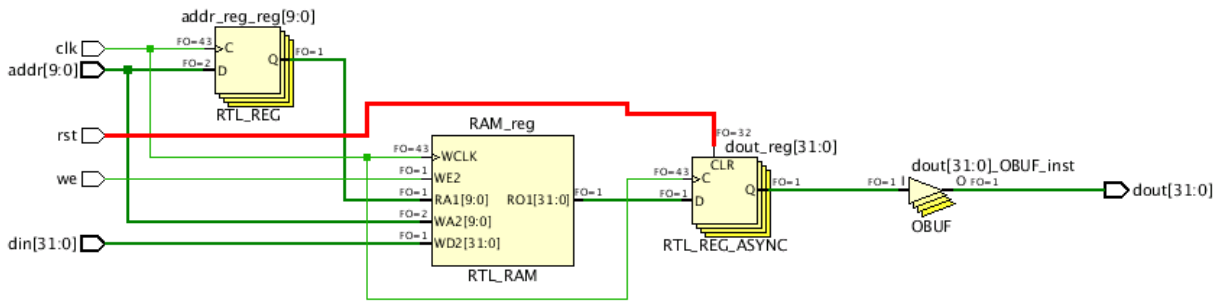 addr_reg_reg[9:0]
clk
FO=43
C
Q
FO=1
addr[9:0]
FO=2
D
RTL_REG
rst
RAM_reg
FO=32
dout_reg[31:0]
FO=43
WCLK
CLR
dout[31:0]_OBUF_inst
we
FO=1
WE2
FO=43
C
Q
FO=1
FO=1
I
O
FO=1
dout[31:0]
FO=1
RA1[9:0]
RO1[31:0]
FO=1
FO=1
D
FO=2
WA2[9:0]
OBUF
din[31:0]
FO=1
WD2[31:0]
RTL_REG_ASYNC
RTL_RAM